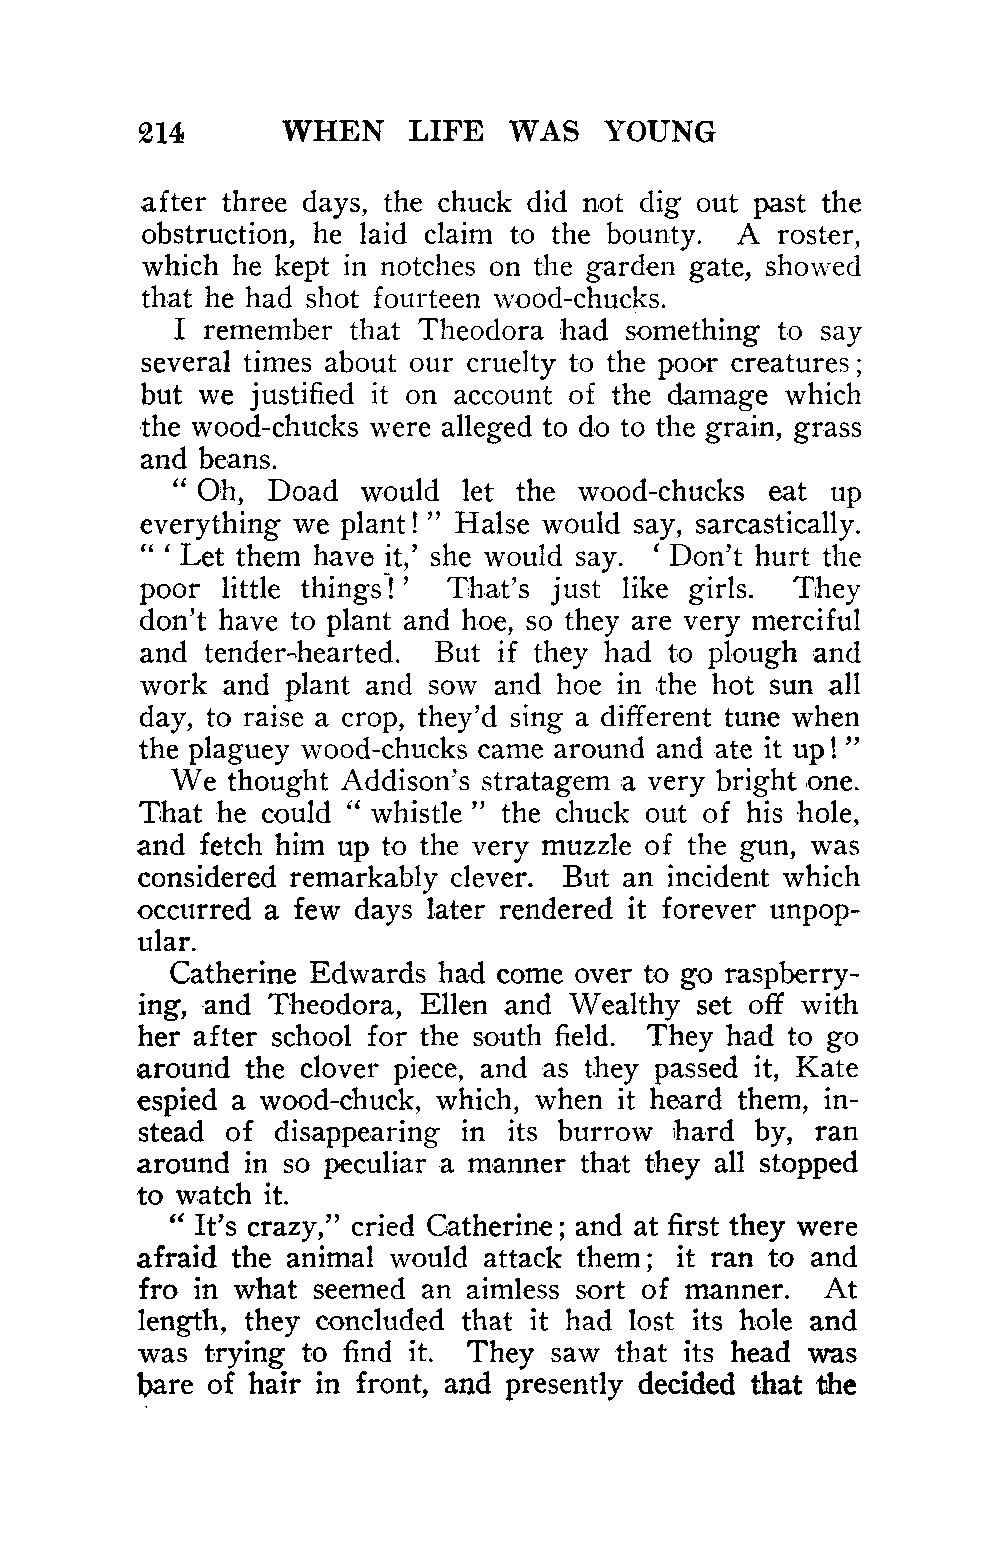 214 WHEN LIFE WAS YOUNG
after three days, the chuck did not dig out past the
obstruction, he laid claim to the bounty. A roster,
which he kept in notches on the garden gate, showed
that he had shot fourteen wood-chucks.
I remember that Theodora had something to say
several times about our cruelty to the poor creatures;
but we justified it on account of the damage which
the wood-chucks were alleged to do to the grain, grass
and beans.
“ Oh, Doad would let the wood-chucks eat up
everything we plant! ” Halse would say, sarcastically.
“ ‘ Let them have it,’ she would say. ‘ Don’t hurt the
poor little things! ’ That’s just like girls. They
don’t have to plant and hoe, so they are very merciful
and tender-hearted. But if they had to plough and
work and plant and sow and hoe in the hot sun all
day, to raise a crop, they’d sing a different tune when
the plaguey wood-chucks came around and ate it up! ”
We thought Addison’s stratagem a very bright one.
That he could “ whistle ” the chuck out of his hole,
and fetch him up to the very muzzle of the gun, was
considered remarkably clever. But an incident which
occurred a few days later rendered it forever unpop-
ular.
Catherine Edwards had come over to go raspberry-
ing, and Theodora, Ellen and Wealthy set off with
her after school for the south field. They had to go
around the clover piece, and as they passed it, Kate
espied a wood-chuck, which, when it heard them, in-
stead of disappearing in its burrow hard by, ran
around in so peculiar a manner that they all stopped
to watch it.
“ It’s crazy,” cried Catherine; and at first they were
afraid the animal would attack them; it ran to and
fro in what seemed an aimless sort of manner. At
length, they concluded that it had lost its hole and
was trying to find it. They saw that its head was
bare of hair in front, and presently decided that the